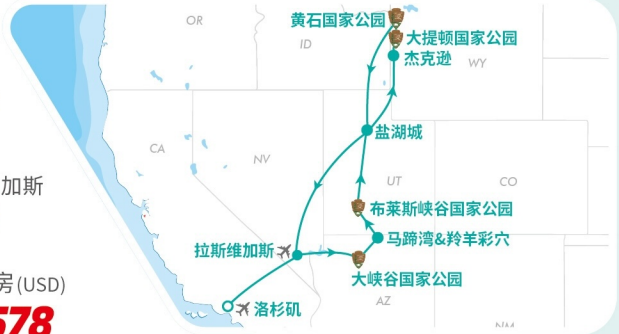 OR
黄石国家公园
ID
大提顿国家公园
杰克逊
WY
盐湖城
CA
NV
加斯
UT
CO
布莱斯峡谷国家公园
拉斯维加斯
马蹄湾&羚羊彩穴
房(USD)
大峡谷国家公园
AZ
578
洛杉矶
NM